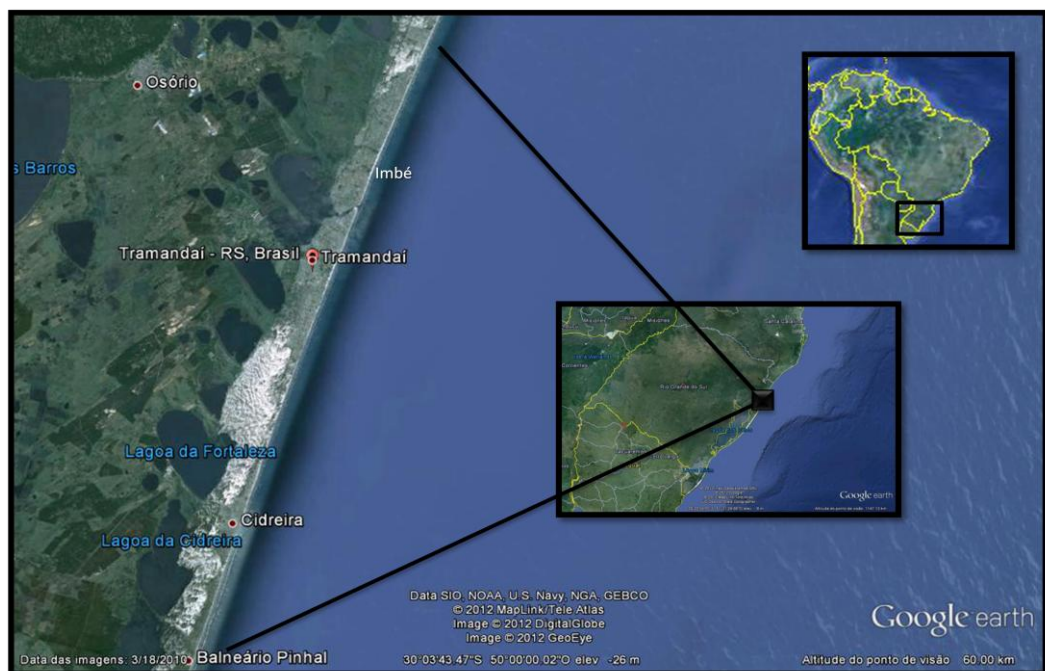 Osório
s Barros
Imbé
Tramandaí - RS, Brasil
Tramandaí
Santa Catarina
Rio Grande do Sul
Google earth
Lagoa da Fortaleza
Cidreira
Lagoa da Cidreira
Data SIO, NOAA, U.S. Navy, NGA, GEBCO
© 2012 MapLink/Tele Atlas
Image © 2012 DigitalGlobe
Image © 2012 GeoEye
Google earth
Data das imagens: 3/18/2010
Balneário Pinhal
30°03'43.47"S 50°00'00.02"O elev -26 m
Altitude do ponto de visão 60.00 km